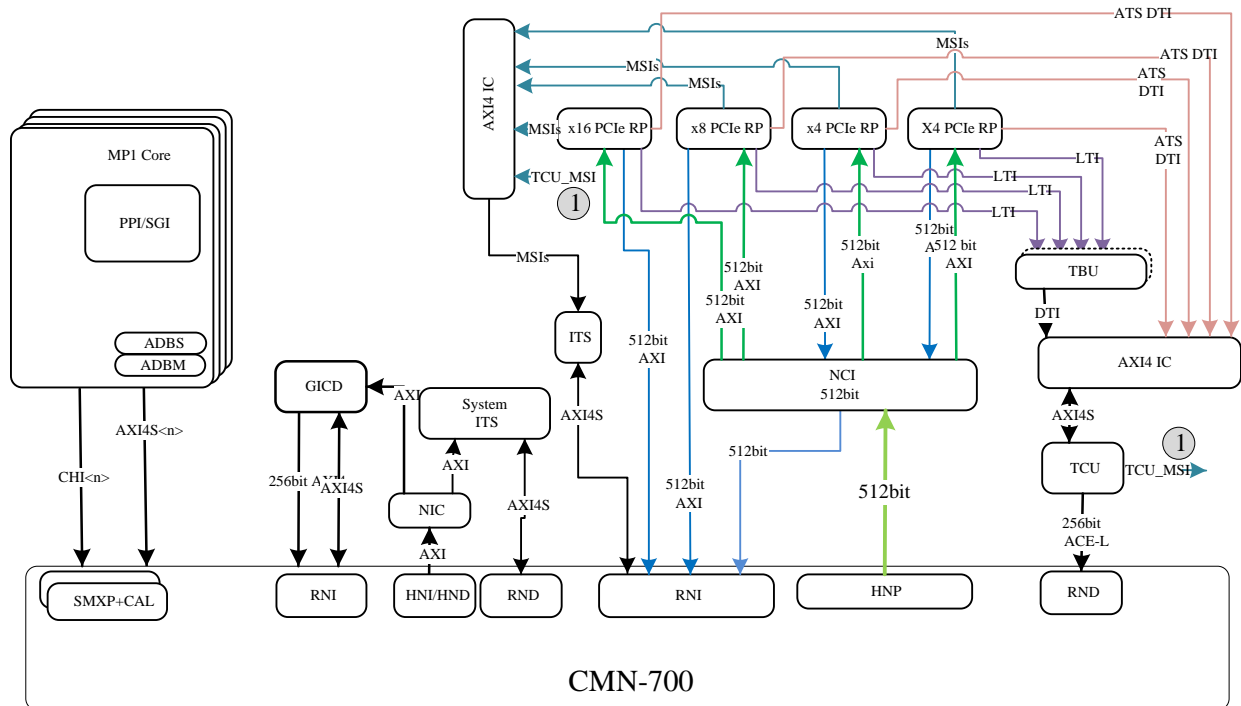 ATS DTI
MSIs
ATS DTI
MSIs
ATS
DTI
MSIs
AXI4 IC
x16 PCIe RP
x8 PCIe RP
x4 PCIe RP
X4 PCIe RP
MSIs
ATS
DTI
MP1 Core
LTI
TCU_MSI
LTI
LTI
1
LTI
PPI/SGI
512bit
512bit
Axi
512 bit
AXI
MSIs
512bit
AXI
TBU
512bit
AXI
512bit
AXI
DTI
ITS
512bit
AXI
ADBS
ADBM
AXI4 IC
GICD
AXI
NCI
512bit
System
ITS
AXI4S
AXI4S
AXI4S<n>
512bit
1
CHI<n>
AXI
TCU
TCU_MSI
256bit
AXI4S
512bit
AXI
512bit
AXI4S
NIC
256bit
ACE-L
AXI
SMXP+CAL
RNI
HNI/HND
RND
RNI
HNP
RND
CMN-700